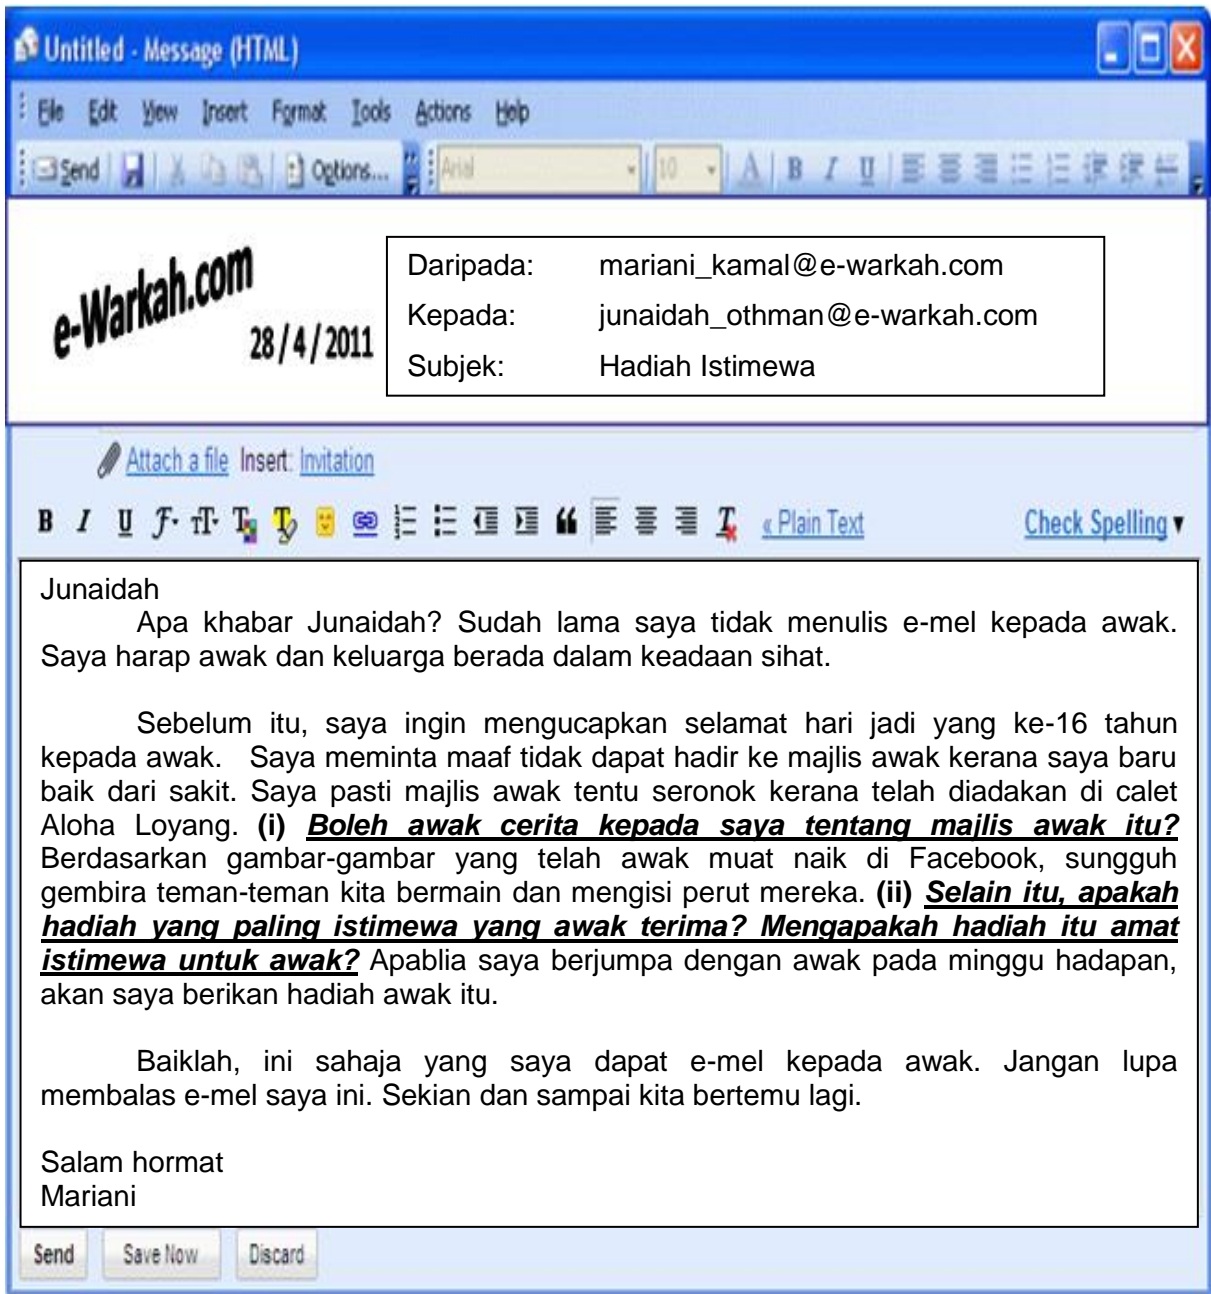 Untitled - Message (HTML)
File Edit View Insert Format Tools Actions Help
Send Options... Arial 10 A B I U
e-Warkah.com
28 / 4 / 2011
Daripada: mariani_kamal@e-warkah.com
Kepada: junaidah_othman@e-warkah.com
Subjek: Hadiah Istimewa
Attach a file Insert: Invitation
B I U « Plain Text Check Spelling ▼
Junaidah
Apa khabar Junaidah? Sudah lama saya tidak menulis e-mel kepada awak.
Saya harap awak dan keluarga berada dalam keadaan sihat.
Sebelum itu, saya ingin mengucapkan selamat hari jadi yang ke-16 tahun
kepada awak. Saya meminta maaf tidak dapat hadir ke majlis awak kerana saya baru
baik dari sakit. Saya pasti majlis awak tentu seronok kerana telah diadakan di calet
Aloha Loyang. (i) Boleh awak cerita kepada saya tentang majlis awak itu?
Berdasarkan gambar-gambar yang telah awak muat naik di Facebook, sungguh
gembira teman-teman kita bermain dan mengisi perut mereka. (ii) Selain itu, apakah
hadiah yang paling istimewa yang awak terima? Mengapakah hadiah itu amat
istimewa untuk awak? Apablia saya berjumpa dengan awak pada minggu hadapan,
akan saya berikan hadiah awak itu.
Baiklah, ini sahaja yang saya dapat e-mel kepada awak. Jangan lupa
membalas e-mel saya ini. Sekian dan sampai kita bertemu lagi.
Salam hormat
Mariani
Send Save Now Discard